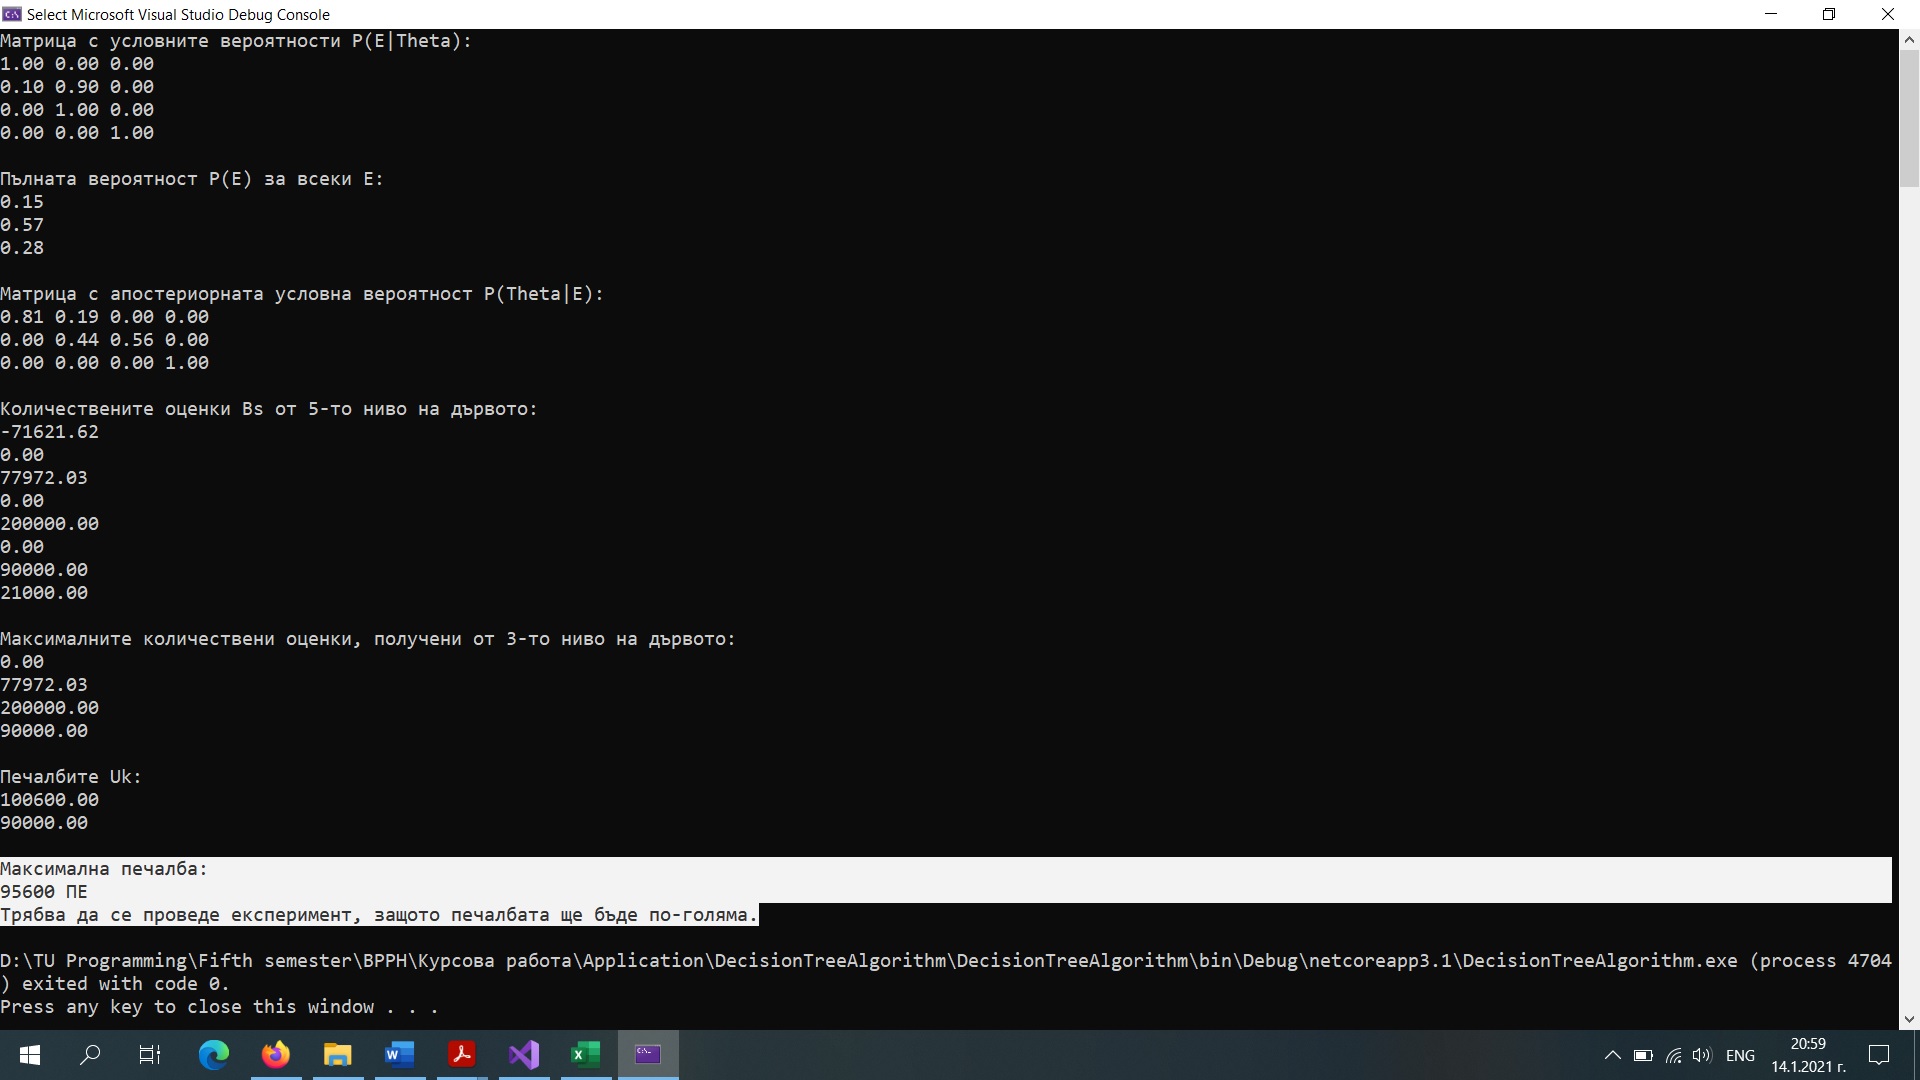 Select Microsoft Visual Studio Debug Console
Матрица с условните вероятности P(E|Theta):
1.00 0.00 0.00
0.10 0.90 0.00
0.00 1.00 0.00
0.00 0.00 1.00
Пълната вероятност P(E) за всеки E:
0.15
0.57
0.28
Матрица с апостериорната условна вероятност P(Theta|E):
0.81 0.19 0.00 0.00
0.00 0.44 0.56 0.00
0.00 0.00 0.00 1.00
Количествените оценки Bs от 5-то ниво на дървото:
-71621.62
0.00
77972.03
0.00
200000.00
0.00
90000.00
21000.00
Максималните количествени оценки, получени от 3-то ниво на дървото:
0.00
77972.03
200000.00
90000.00
Печалбите Uk:
100600.00
90000.00
Максимална печалба:
95600 ПЕ
Трябва да се проведе експеримент, защото печалбата ще бъде по-голяма.
D:\TU Programming\Fifth semester\ВРРН\Курсова работа\Application\DecisionTreeAlgorithm\DecisionTreeAlgorithm\bin\Debug\netcoreapp3.1\DecisionTreeAlgorithm.exe (process 4704
) exited with code 0.
Press any key to close this window . . .
ENG
20:59
14.1.2021 г.